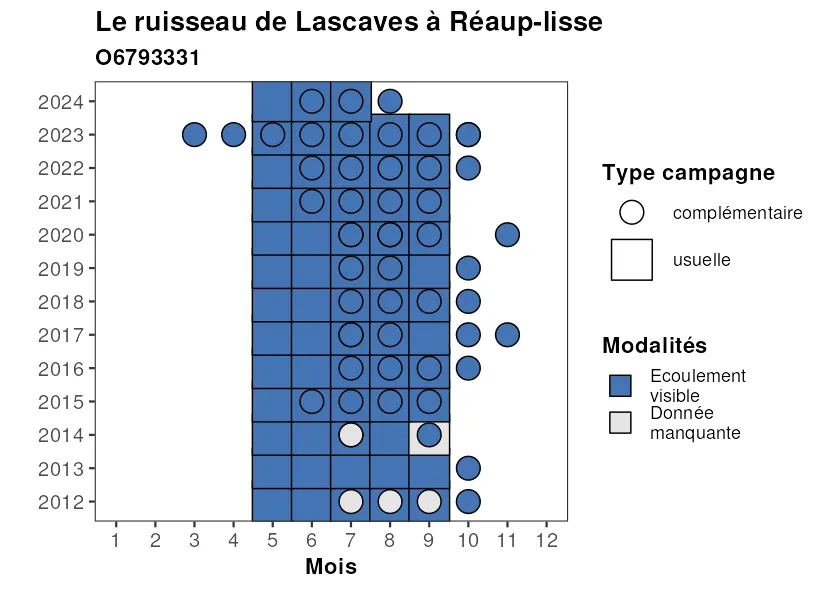 Le ruisseau de Lascaves à Réaup-lisse
O6793331
2024
2023
2022
2021
2020
2019
2018
2017
2016
2015
2014
2013
2012
1 2 3 4 5 6 7 8 9 10 11 12
Mois
Type campagne
complémentaire
usuelle
Modalités
Ecoulement
visible
Donnée
manquante